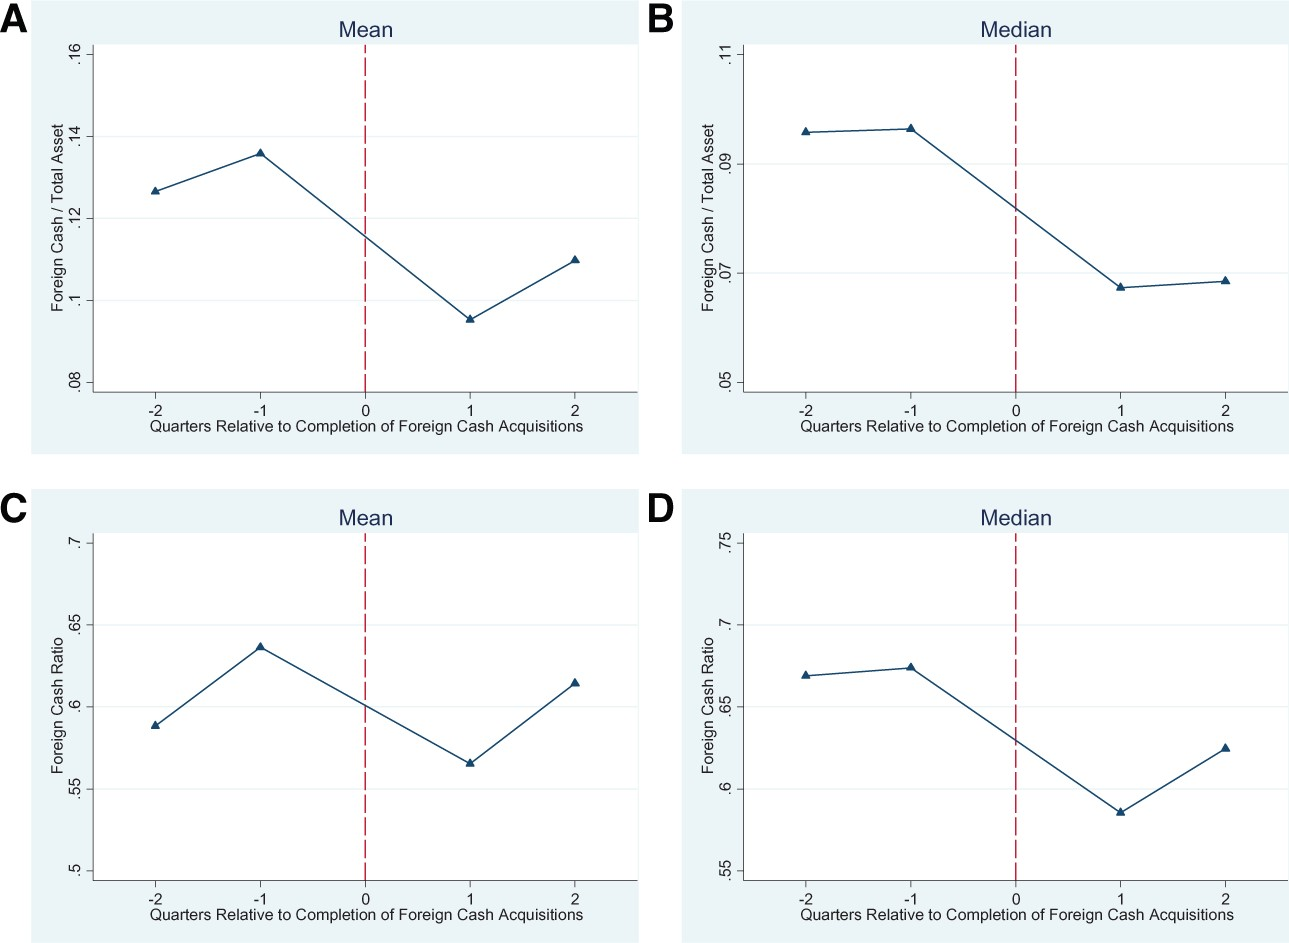 A
Mean
Foreign Cash / Total Asset
.16
.14
.12
.1
.08
-2 -1 0 1 2
Quarters Relative to Completion of Foreign Cash Acquisitions
B
Median
Foreign Cash / Total Asset
.11
.09
.07
.05
-2 -1 0 1 2
Quarters Relative to Completion of Foreign Cash Acquisitions
C
Mean
Foreign Cash Ratio
.7
.65
.6
.55
.5
-2 -1 0 1 2
Quarters Relative to Completion of Foreign Cash Acquisitions
D
Median
Foreign Cash Ratio
.75
.7
.65
.6
.55
-2 -1 0 1 2
Quarters Relative to Completion of Foreign Cash Acquisitions